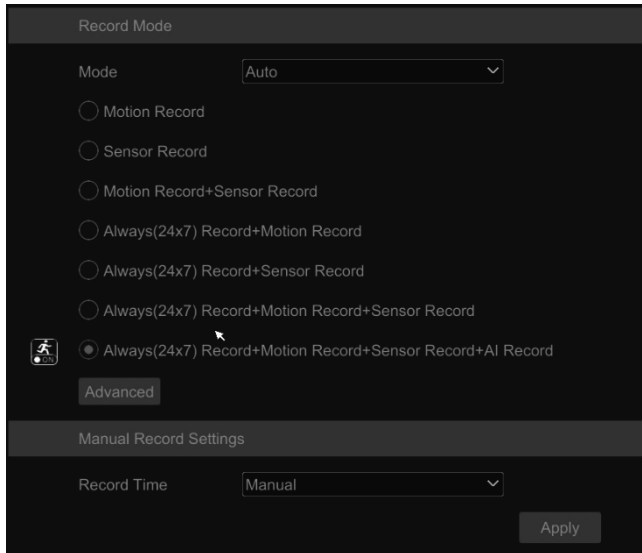 Record Mode
Mode Auto
Motion Record
Sensor Record
Motion Record+Sensor Record
Always(24x7) Record+Motion Record
Always(24x7) Record+Sensor Record
Always(24x7) Record+Motion Record+Sensor Record
ON Always(24x7) Record+Motion Record+Sensor Record+AI Record
Advanced
Manual Record Settings
Record Time Manual
Apply